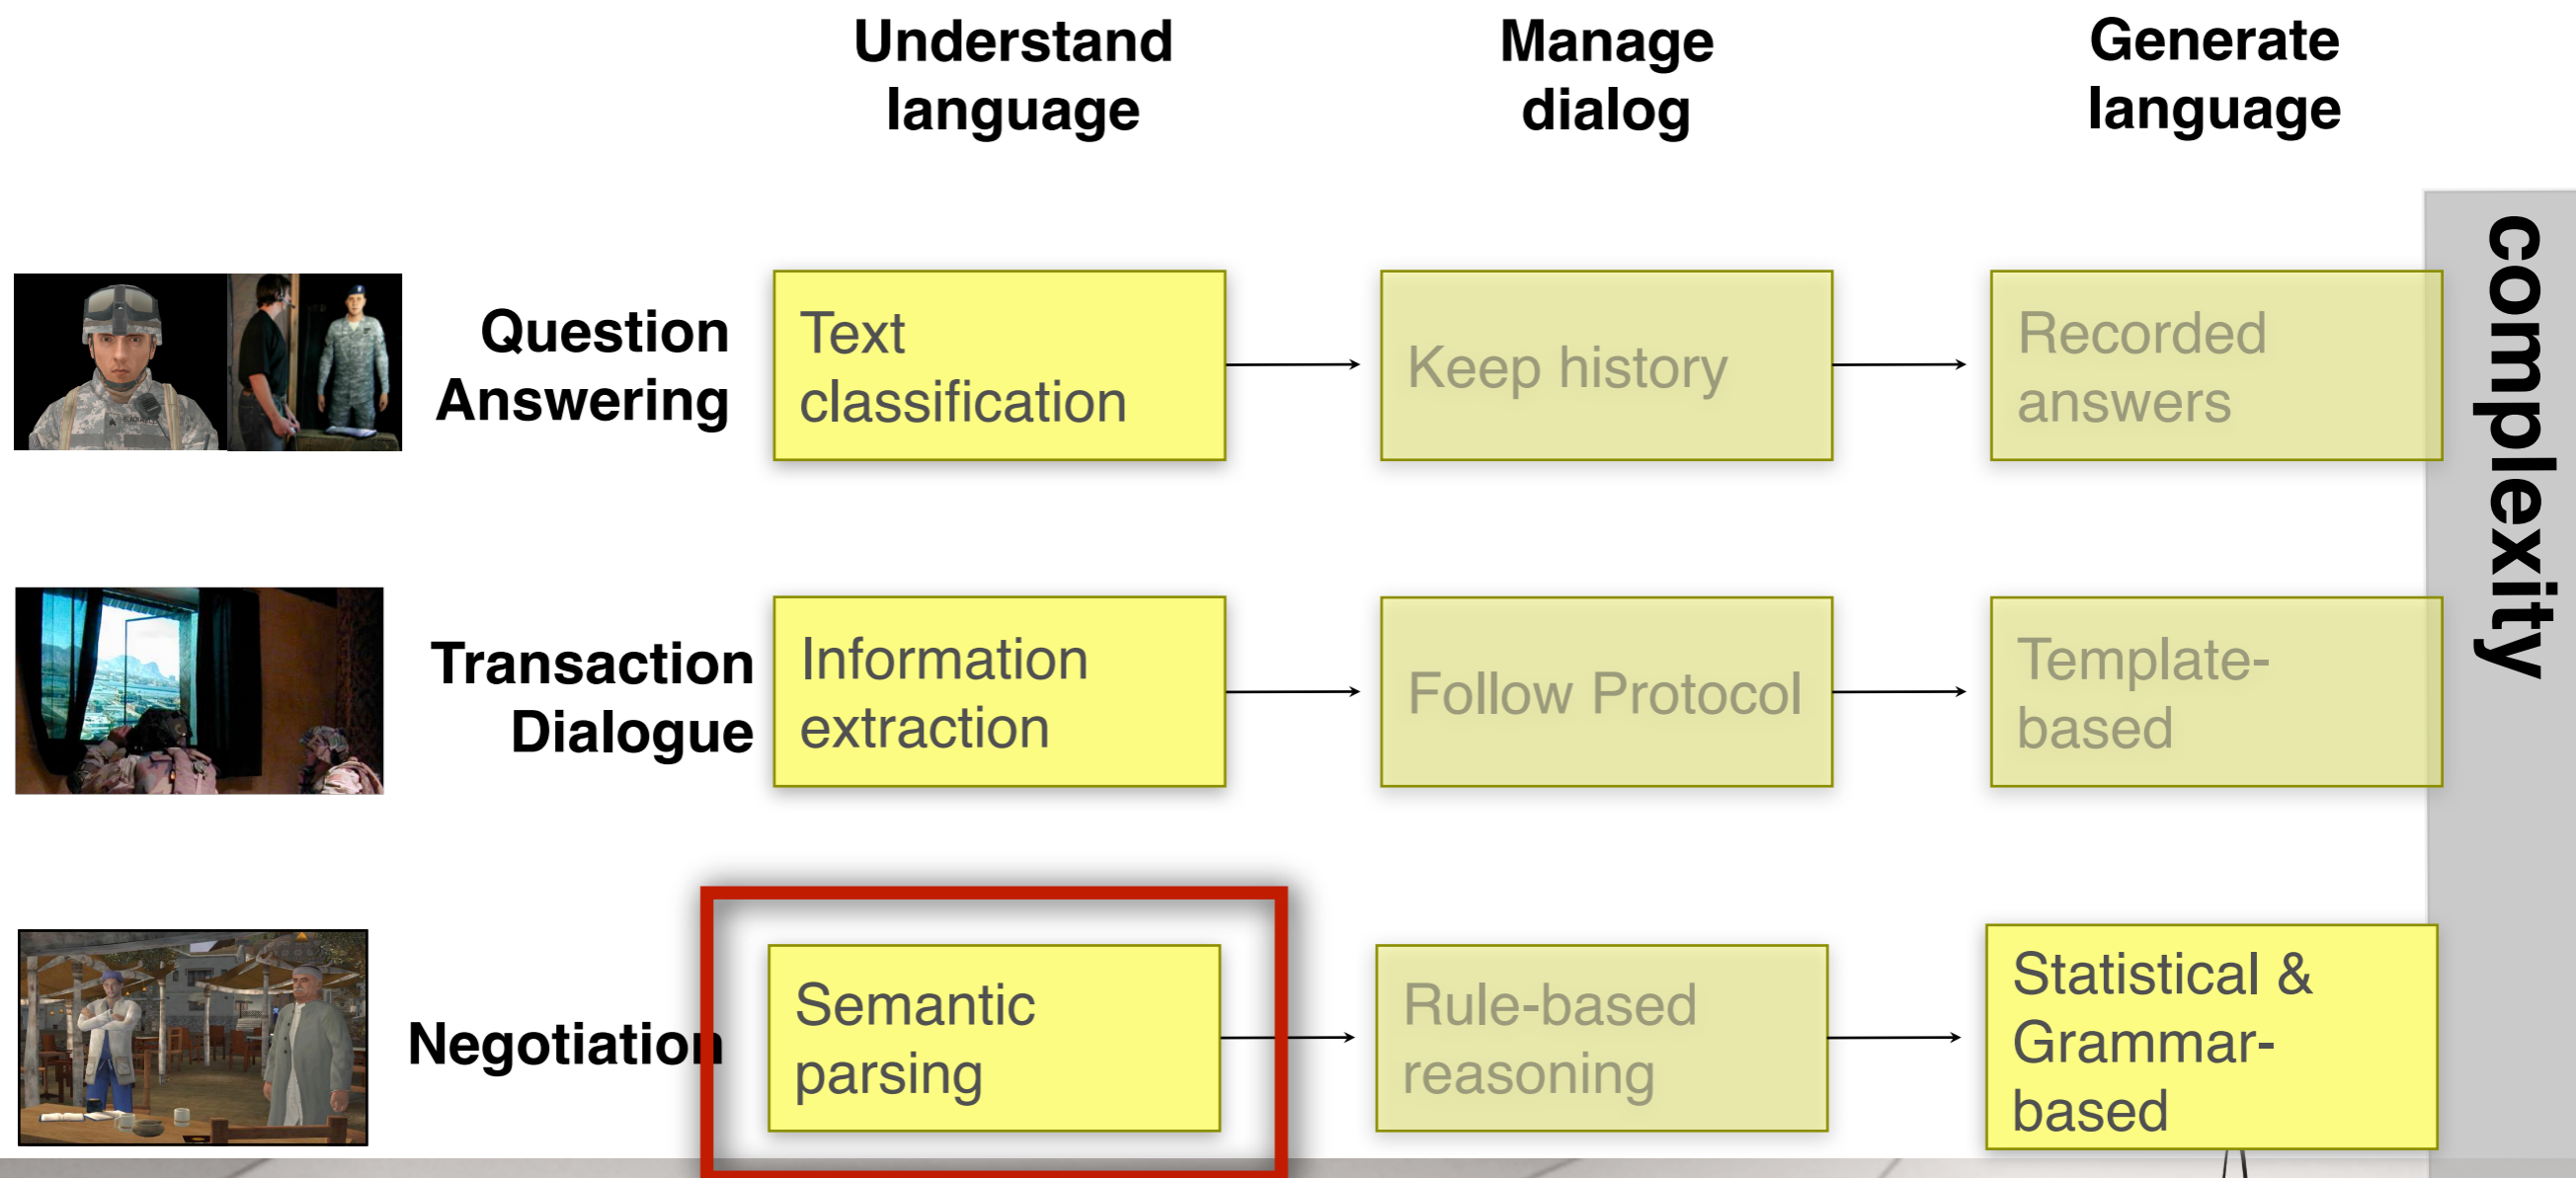 Understand
language
Manage
dialog
Generate
language
complexity
Question
Answering
Text
classification
Keep history
Recorded
answers
Transaction
Dialogue
Information
extraction
Follow Protocol
Template-
based
Negotiation
Semantic
parsing
Rule-based
reasoning
Statistical &
Grammar-
based